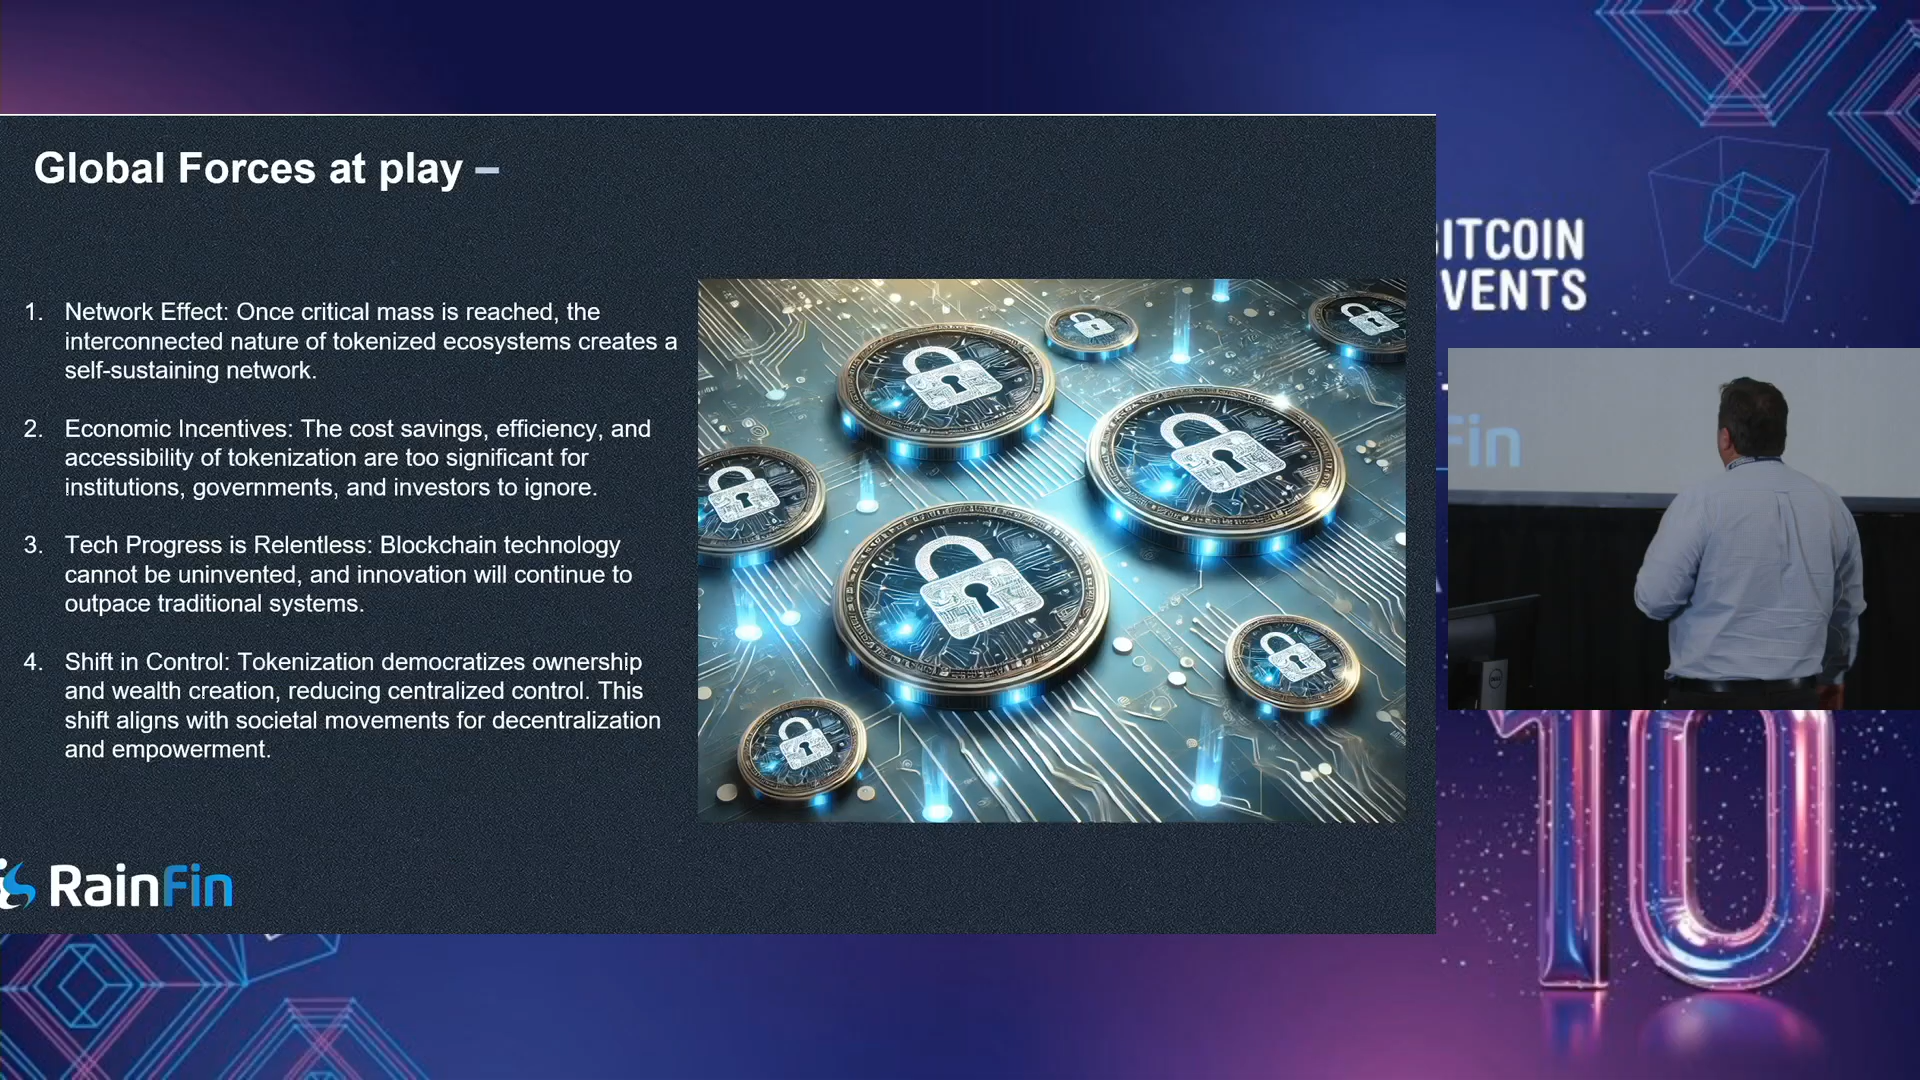 Global Forces at play –
1. Network Effect: Once critical mass is reached, the
interconnected nature of tokenized ecosystems creates a
self-sustaining network.
2. Economic Incentives: The cost savings, efficiency, and
accessibility of tokenization are too significant for
institutions, governments, and investors to ignore.
3. Tech Progress is Relentless: Blockchain technology
cannot be uninvented, and innovation will continue to
outpace traditional systems.
4. Shift in Control: Tokenization democratizes ownership
and wealth creation, reducing centralized control. This
shift aligns with societal movements for decentralization
and empowerment.
RainFin
BITCOIN
VENTS
Fin
10